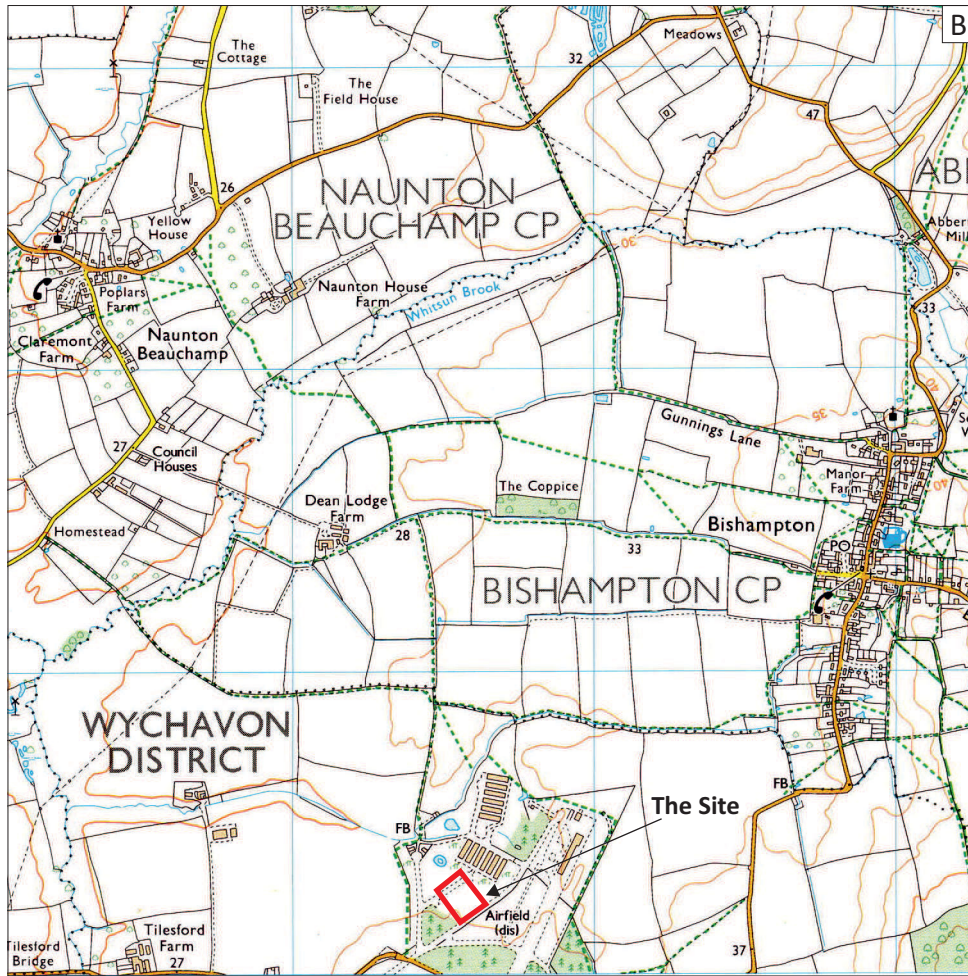 B
Meadows
The
Cottage
32
The
Field House
47
NAUNTON
BEAUCHAMP CP
26
Yellow
House
Abber
Mill
30
Naunton House
Farm
Whitsun Brook
Poplars
Farm
33
Claremont
Farm
Naunton
Beauchamp
40
35
Gunnings Lane
27
Council
Houses
Manor
Farm
40
The Coppice
Dean Lodge
Farm
Bishampton
Homestead
28
33
PO
BISHAMPTON CP
WYCHAVON
DISTRICT
FB
The Site
FB
Airfield
(dis)
Tilesford
Farm
Tilesford
Bridge
27
37